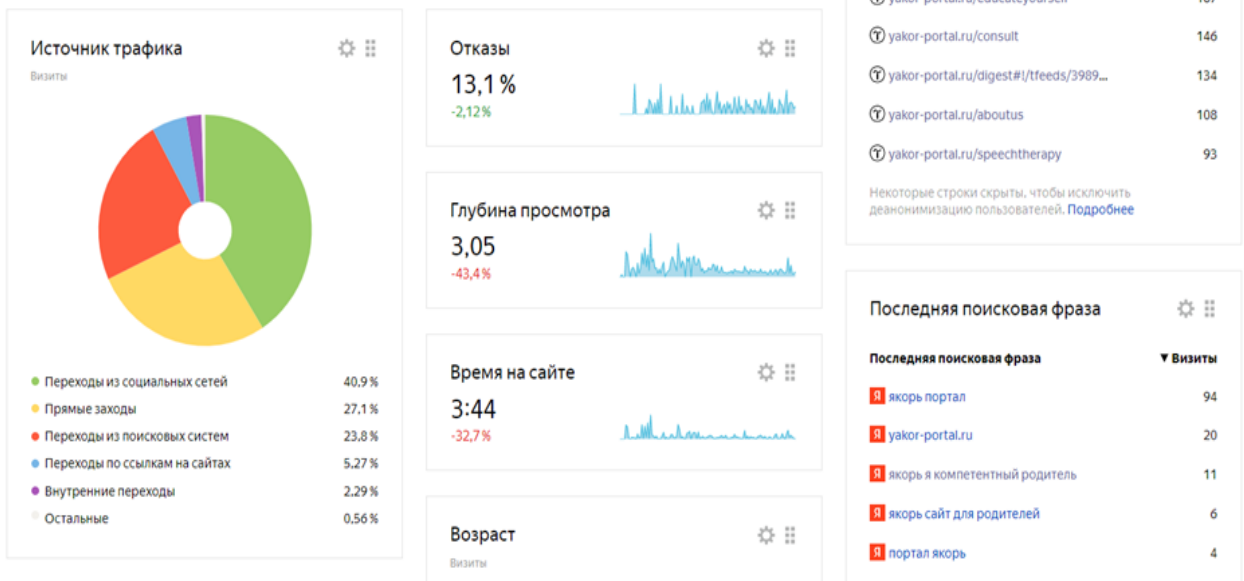 Источник трафика
Визиты
Переходы из социальных сетей 40,9 %
Прямые заходы 27,1 %
Переходы из поисковых систем 23,8 %
Переходы по ссылкам на сайтах 5,27 %
Внутренние переходы 2,29 %
Остальные 0,56 %
Отказы
13,1 %
-2,12 %
Глубина просмотра
3,05
-43,4 %
Время на сайте
3:44
-32,7 %
Возраст
Визиты
yakor-portal.ru/consult 146
yakor-portal.ru/digest#!/tfeeds/3989... 134
yakor-portal.ru/aboutus 108
yakor-portal.ru/speechtherapy 93
Некоторые строки скрыты, чтобы исключить
деанонимизацию пользователей. Подробнее
Последняя поисковая фраза
Последняя поисковая фраза ▼ Визиты
Я якорь портал 94
Я yakor-portal.ru 20
Я якорь я компетентный родитель 11
Я якорь сайт для родителей 6
Я портал якорь 4